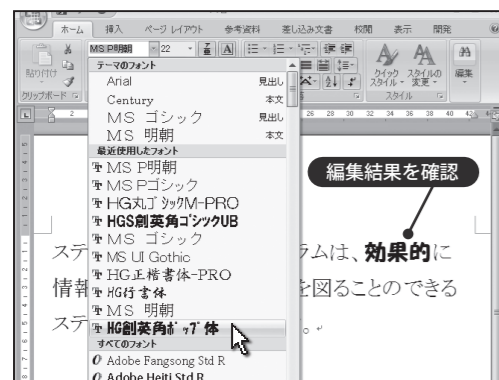 ホーム 挿入 ページ レイアウト 参考資料 差し込み文書 校閲 表示 開発
MS P明朝 22
貼り付け
クイック スタイル
スタイルの 変更
編集
クリップボード
スタイル
テーマのフォント
Arial 見出し
Century 本文
MS ゴシック 見出し
MS 明朝 本文
最近使用したフォント
MS P明朝
MS Pゴシック
HG丸ゴシックM-PRO
HGS創英角ゴシックUB
MS ゴシック
MS UI Gothic
HG正楷書体-PRO
HG行書体
MS 明朝
HG創英角ポップ体
すべてのフォント
Adobe Fangsong Std R
Adobe Heiti Std R
2
26 28 30 32 34 36 38 40 42
編集結果を確認
ステ ラムは、効果的に
情報 を図ることのできる
ステ 。